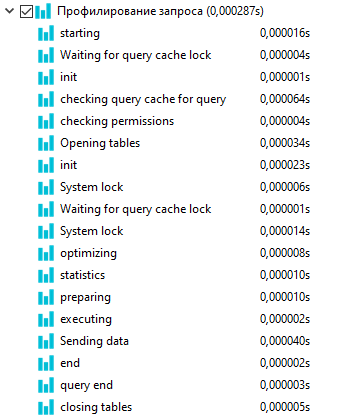 Профилирование запроса (0,000287s)
starting 0,000016s
Waiting for query cache lock 0,000004s
init 0,000001s
checking query cache for query 0,000064s
checking permissions 0,000004s
Opening tables 0,000034s
init 0,000023s
System lock 0,000006s
Waiting for query cache lock 0,000001s
System lock 0,000014s
optimizing 0,000008s
statistics 0,000010s
preparing 0,000010s
executing 0,000002s
Sending data 0,000040s
end 0,000002s
query end 0,000003s
closing tables 0,000005s